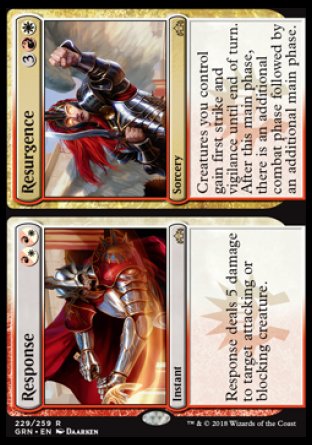 Response
Instant
Response deals 5 damage
to target attacking or
blocking creature.
Resurgence
3
Sorcery
Creatures you control
gain first strike and
vigilance until end of turn.
After this main phase,
there is an additional
combat phase followed by
an additional main phase.
229/259 R
GRN • EN DAARKEN
™ & © 2018 Wizards of the Coast